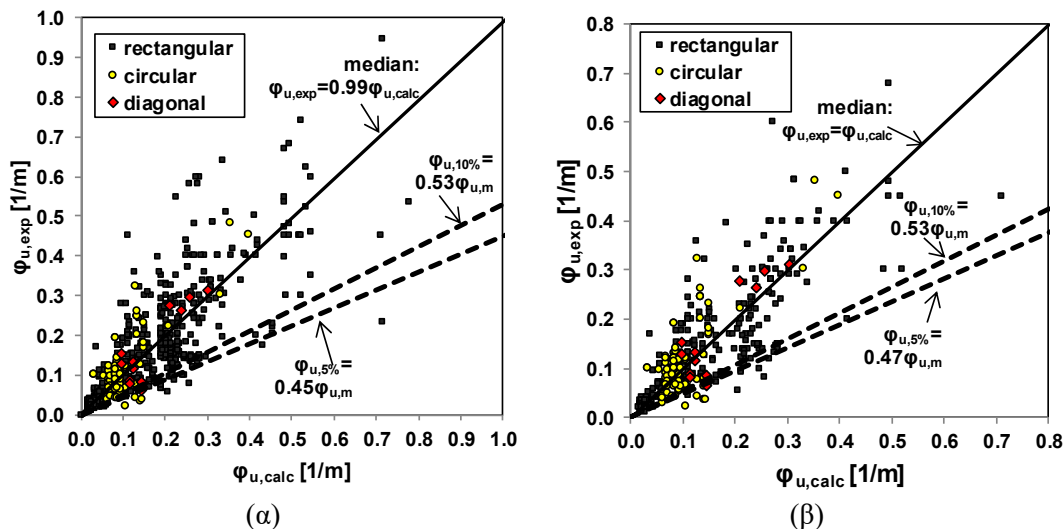 1.0
0.9
0.8
0.7
0.6
0.5
0.4
0.3
0.2
0.1
0.0
φu,exp [1/m]
rectangular
circular
diagonal
median:
φu,exp=0.99φu,calc
φu,10%=
0.53φu,m
φu,5%=
0.45φu,m
0.0 0.1 0.2 0.3 0.4 0.5 0.6 0.7 0.8 0.9 1.0
φu,calc [1/m]
(α)
0.8
0.7
0.6
0.5
0.4
0.3
0.2
0.1
0.0
φu,exp [1/m]
rectangular
circular
diagonal
median:
φu,exp=φu,calc
φu,10%=
0.53φu,m
φu,5%=
0.47φu,m
0.0 0.1 0.2 0.3 0.4 0.5 0.6 0.7 0.8
φu,calc [1/m]
(β)